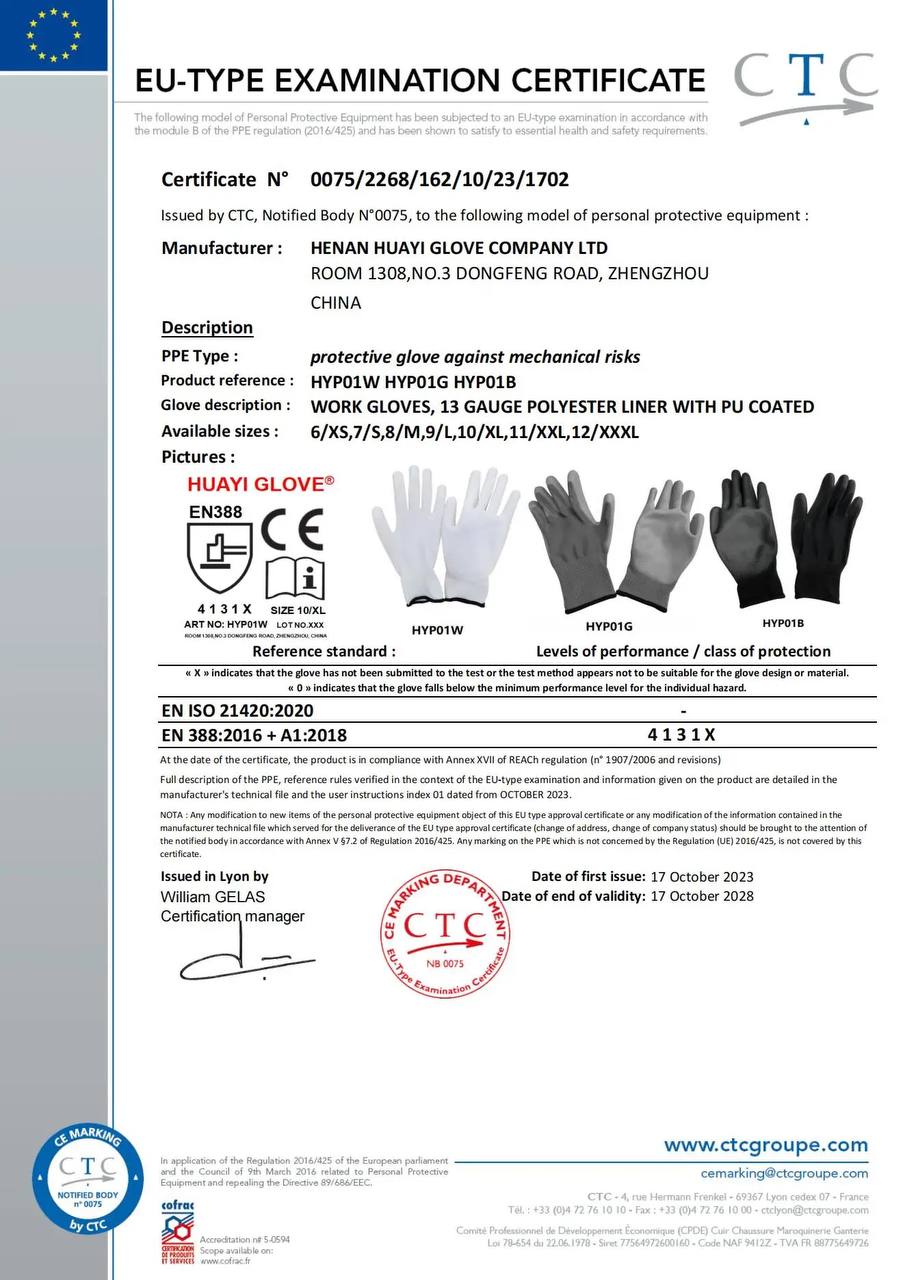 EU-TYPE EXAMINATION CERTIFICATE
CTC
The following model of Personal Protective Equipment has been subjected to an EU-type examination in accordance with
the module B of the PPE regulation (2016/425) and has been shown to satisfy to essential health and safety requirements.
Certificate N° 0075/2268/162/10/23/1702
Issued by CTC, Notified Body N°0075, to the following model of personal protective equipment :
Manufacturer : HENAN HUAYI GLOVE COMPANY LTD
ROOM 1308,NO.3 DONGFENG ROAD, ZHENGZHOU
CHINA
Description
PPE Type : protective glove against mechanical risks
Product reference : HYP01W HYP01G HYP01B
Glove description : WORK GLOVES, 13 GAUGE POLYESTER LINER WITH PU COATED
Available sizes : 6/XS,7/S,8/M,9/L,10/XL,11/XXL,12/XXXL
Pictures :
HUAYI GLOVE®
EN388
CE
i
4 1 3 1 X SIZE 10/XL
ART NO: HYP01W LOT NO.XXX
ROOM 1308,NO.3 DONGFENG ROAD, ZHENGZHOU, CHINA
HYP01W
HYP01G
HYP01B
Reference standard : Levels of performance / class of protection
« X » indicates that the glove has not been submitted to the test or the test method appears not to be suitable for the glove design or material.
« 0 » indicates that the glove falls below the minimum performance level for the individual hazard.
EN ISO 21420:2020 -
EN 388:2016 + A1:2018 4 1 3 1 X
At the date of the certificate, the product is in compliance with Annex XVII of REACh regulation (n° 1907/2006 and revisions)
Full description of the PPE, reference rules verified in the context of the EU-type examination and information given on the product are detailed in the
manufacturer's technical file and the user instructions index 01 dated from OCTOBER 2023.
NOTA : Any modification to new items of the personal protective equipment object of this EU type approval certificate or any modification of the information contained in the
manufacturer technical file which served for the deliverance of the EU type approval certificate (change of address, change of company status) should be brought to the attention of
the notified body in accordance with Annex V §7.2 of Regulation 2016/425. Any marking on the PPE which is not concerned by the Regulation (UE) 2016/425, is not covered by this
certificate.
Issued in Lyon by
William GELAS
Certification manager
CE MARKING DEPARTMENT
CTC
NB 0075
EU-Type Examination Certificate
Date of first issue: 17 October 2023
Date of end of validity: 17 October 2028
CE MARKING
CTC
NOTIFIED BODY
n° 0075
by CTC
In application of the Regulation 2016/425 of the European parliament
and the Council of 9th March 2016 related to Personal Protective
Equipment and repealing the Directive 89/686/EEC.
cofrac
CERTIFICATION
DE PRODUITS
ET SERVICES
Accreditation n# 5-0594
Scope available on:
www.cofrac.fr
www.ctcgroupe.com
cemarking@ctcgroupe.com
CTC - 4, rue Hermann Frenkel - 69367 Lyon cedex 07 - France
Tél. : +33 (0)4 72 76 10 10 - Fax : +33 (0)4 72 76 10 00 - ctclyon@ctcgroupe.com
Comité Professionnel de Développement Économique (CPDE) Cuir Chaussure Maroquinerie Ganterie
Loi 78-654 du 22.06.1978 - Siret 77564972600160 - Code NAF 9412Z - TVA FR 88775649726